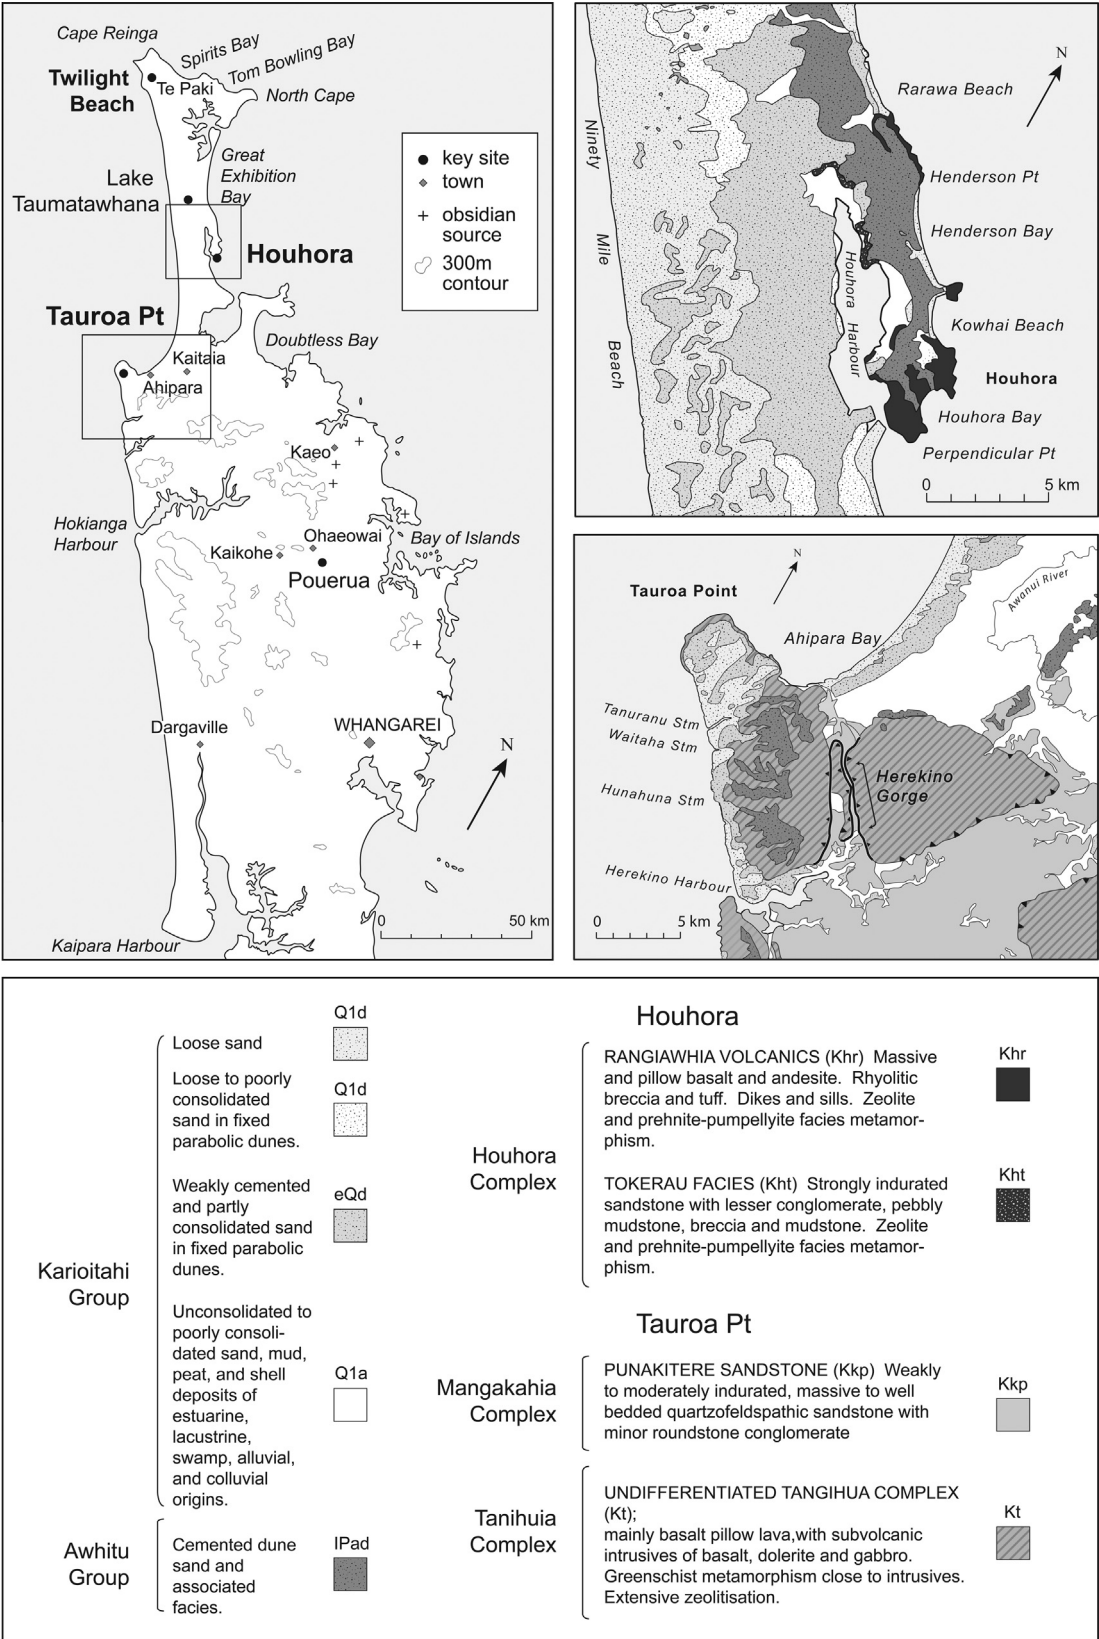 Cape Reinga
Spirits Bay
Tom Bowling Bay
Twilight
Beach
Te Paki
North Cape
Great
Exhibition
Bay
Lake
Taumatawhana
Houhora
Tauroa Pt
Kaitaia
Ahipara
Doubtless Bay
Kaeo
Hokianga
Harbour
Ohaeowai
Kaikohe
Bay of Islands
Pouerua
Dargaville
WHANGAREI
N
0
50 km
Kaipara Harbour
key site
town
obsidian
source
300m
contour
N
Rarawa Beach
Ninety
Mile
Beach
Henderson Pt
Henderson Bay
Houhora
Harbour
Kowhai Beach
Houhora
Houhora Bay
Perpendicular Pt
0
5 km
N
Tauroa Point
Awanui River
Ahipara Bay
Tanuranu Stm
Waitaha Stm
Hunahuna Stm
Herekino
Gorge
Herekino Harbour
0
5 km
Karioitahi
Group
Q1d
Loose sand
Loose to poorly
consolidated
sand in fixed
parabolic dunes.
Q1d
Weakly cemented
and partly
consolidated sand
in fixed parabolic
dunes.
eQd
Unconsolidated to
poorly consoli-
dated sand, mud,
peat, and shell
deposits of
estuarine,
lacustrine,
swamp, alluvial,
and colluvial
origins.
Q1a
Awhitu
Group
Cemented dune
sand and
associated
facies.
lPad
Houhora
Houhora
Complex
RANGIAWHIA VOLCANICS (Khr) Massive
and pillow basalt and andesite. Rhyolitic
breccia and tuff. Dikes and sills. Zeolite
and prehnite-pumpellyite facies metamor-
phism.
Khr
TOKERAU FACIES (Kht) Strongly indurated
sandstone with lesser conglomerate, pebbly
mudstone, breccia and mudstone. Zeolite
and prehnite-pumpellyite facies metamor-
phism.
Kht
Tauroa Pt
Mangakahia
Complex
PUNAKITERE SANDSTONE (Kkp) Weakly
to moderately indurated, massive to well
bedded quartzofeldspathic sandstone with
minor roundstone conglomerate
Kkp
Tanihuia
Complex
UNDIFFERENTIATED TANGIHUA COMPLEX
(Kt);
mainly basalt pillow lava,with subvolcanic
intrusives of basalt, dolerite and gabbro.
Greenschist metamorphism close to intrusives.
Extensive zeolitisation.
Kt